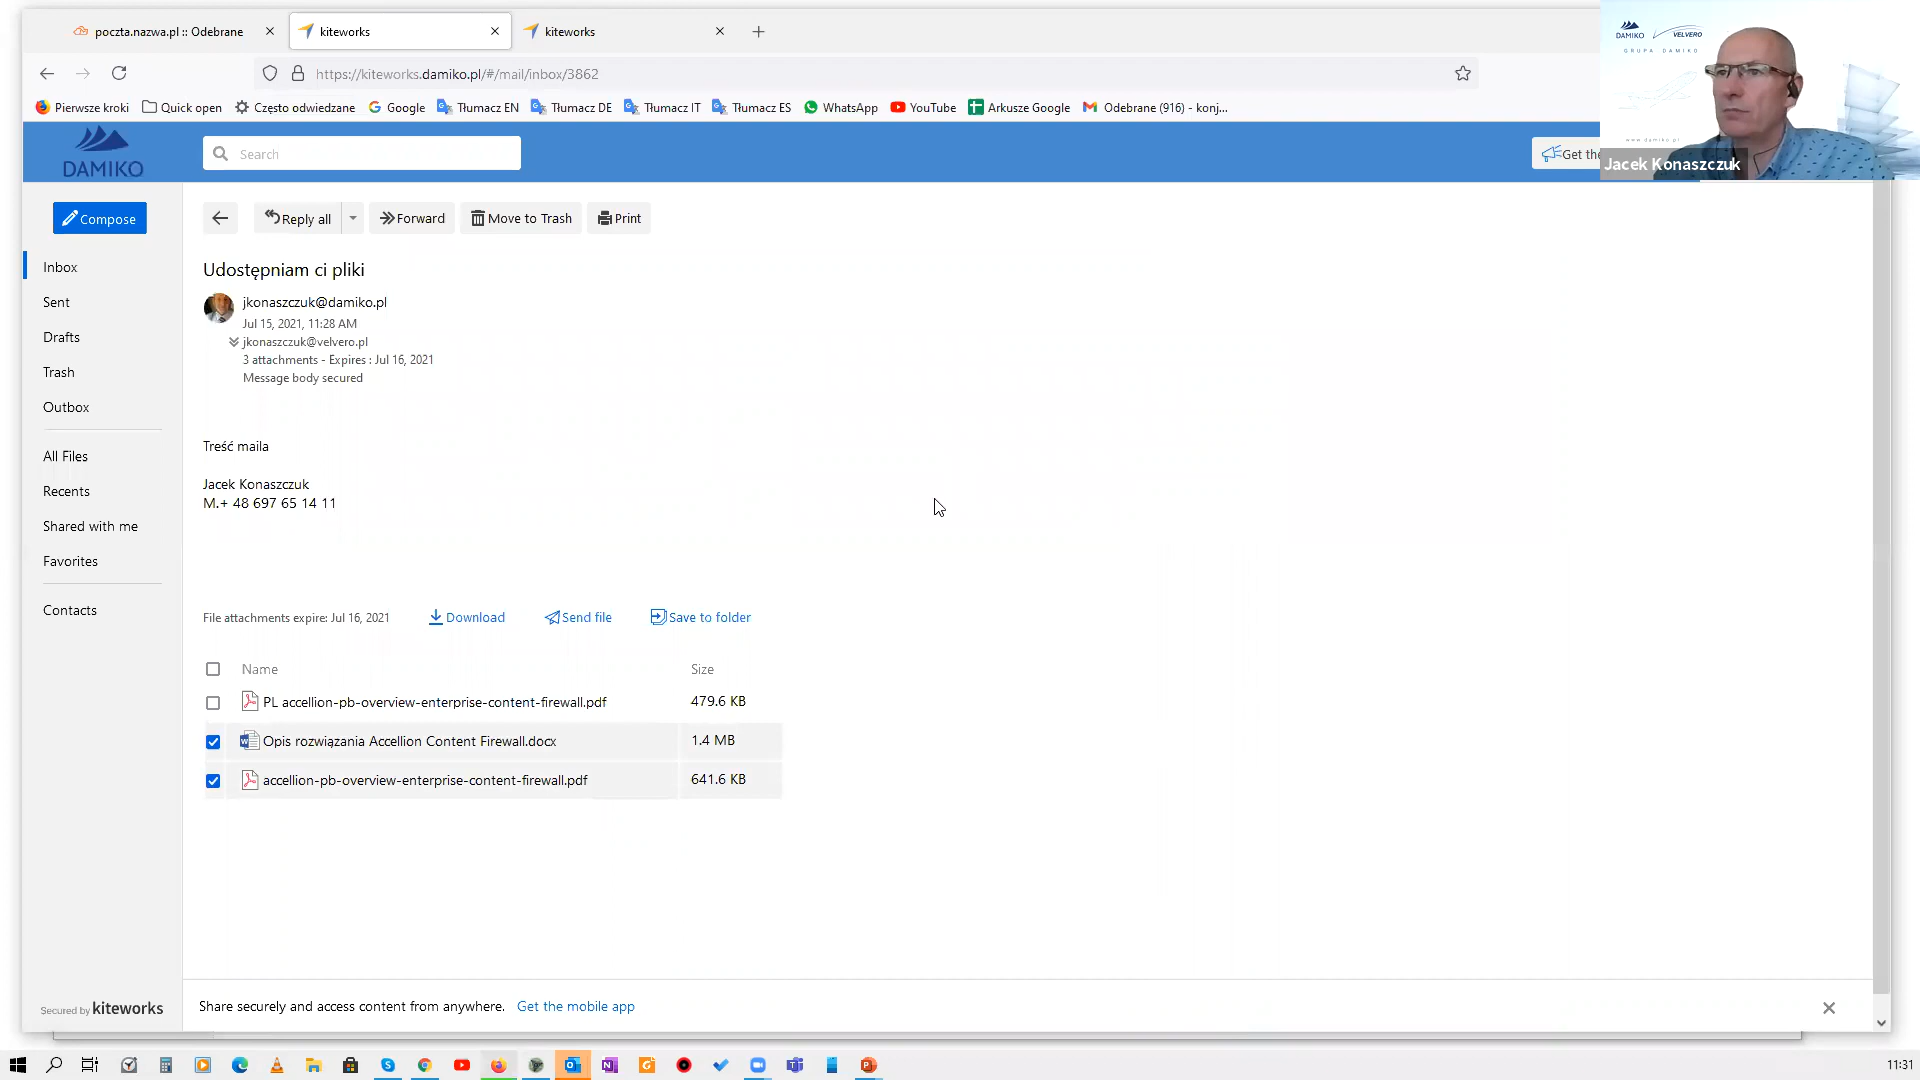 poczta.nazwa.pl :: Odebrane
kiteworks
kiteworks
https://kiteworks.damiko.pl/#/mail/inbox/3862
Pierwsze kroki
Quick open
Często odwiedzane
Google
Tłumacz EN
Tłumacz DE
Tłumacz IT
Tłumacz ES
WhatsApp
YouTube
Arkusze Google
Odebrane (916) - konj...
DAMIKO
Search
Get the
DAMIKO
VELVERO
GRUPA DAMIKO
www.damiko.pl
Jacek Konaszczuk
Compose
Inbox
Sent
Drafts
Trash
Outbox
All Files
Recents
Shared with me
Favorites
Contacts
Secured by kiteworks
Reply all
Forward
Move to Trash
Print
Udostępniam ci pliki
jkonaszczuk@damiko.pl
Jul 15, 2021, 11:28 AM
jkonaszczuk@velvero.pl
3 attachments - Expires : Jul 16, 2021
Message body secured
Treść maila
Jacek Konaszczuk
M.+ 48 697 65 14 11
File attachments expire: Jul 16, 2021
Download
Send file
Save to folder
Name Size
PL accellion-pb-overview-enterprise-content-firewall.pdf 479.6 KB
Opis rozwiązania Accellion Content Firewall.docx 1.4 MB
accellion-pb-overview-enterprise-content-firewall.pdf 641.6 KB
Share securely and access content from anywhere. Get the mobile app
11:31